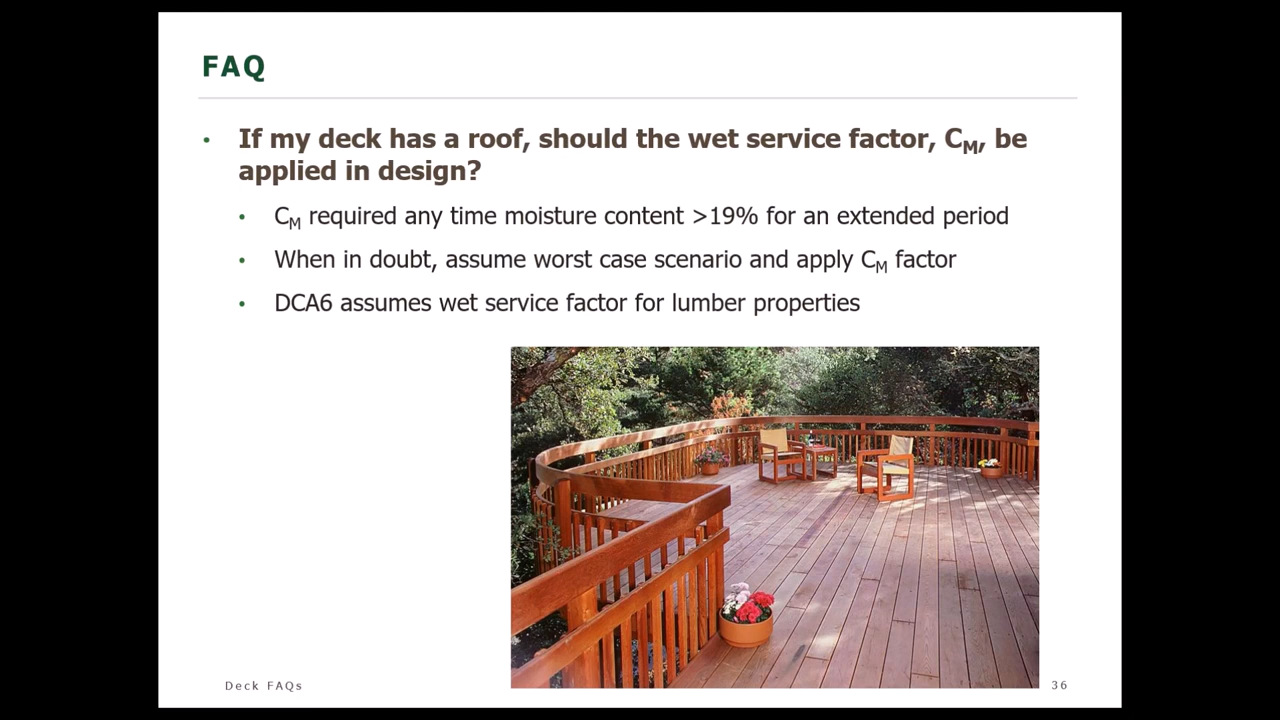 FAQ
• If my deck has a roof, should the wet service factor, CM, be
applied in design?
• CM required any time moisture content >19% for an extended period
• When in doubt, assume worst case scenario and apply CM factor
• DCA6 assumes wet service factor for lumber properties
Deck FAQs
36